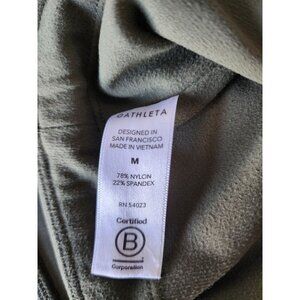 ATHLETA
DESIGNED IN
SAN FRANCISCO
MADE IN VIETNAM
M
78% NYLON
22% SPANDEX
RN 54023
Certified
B
Corporation